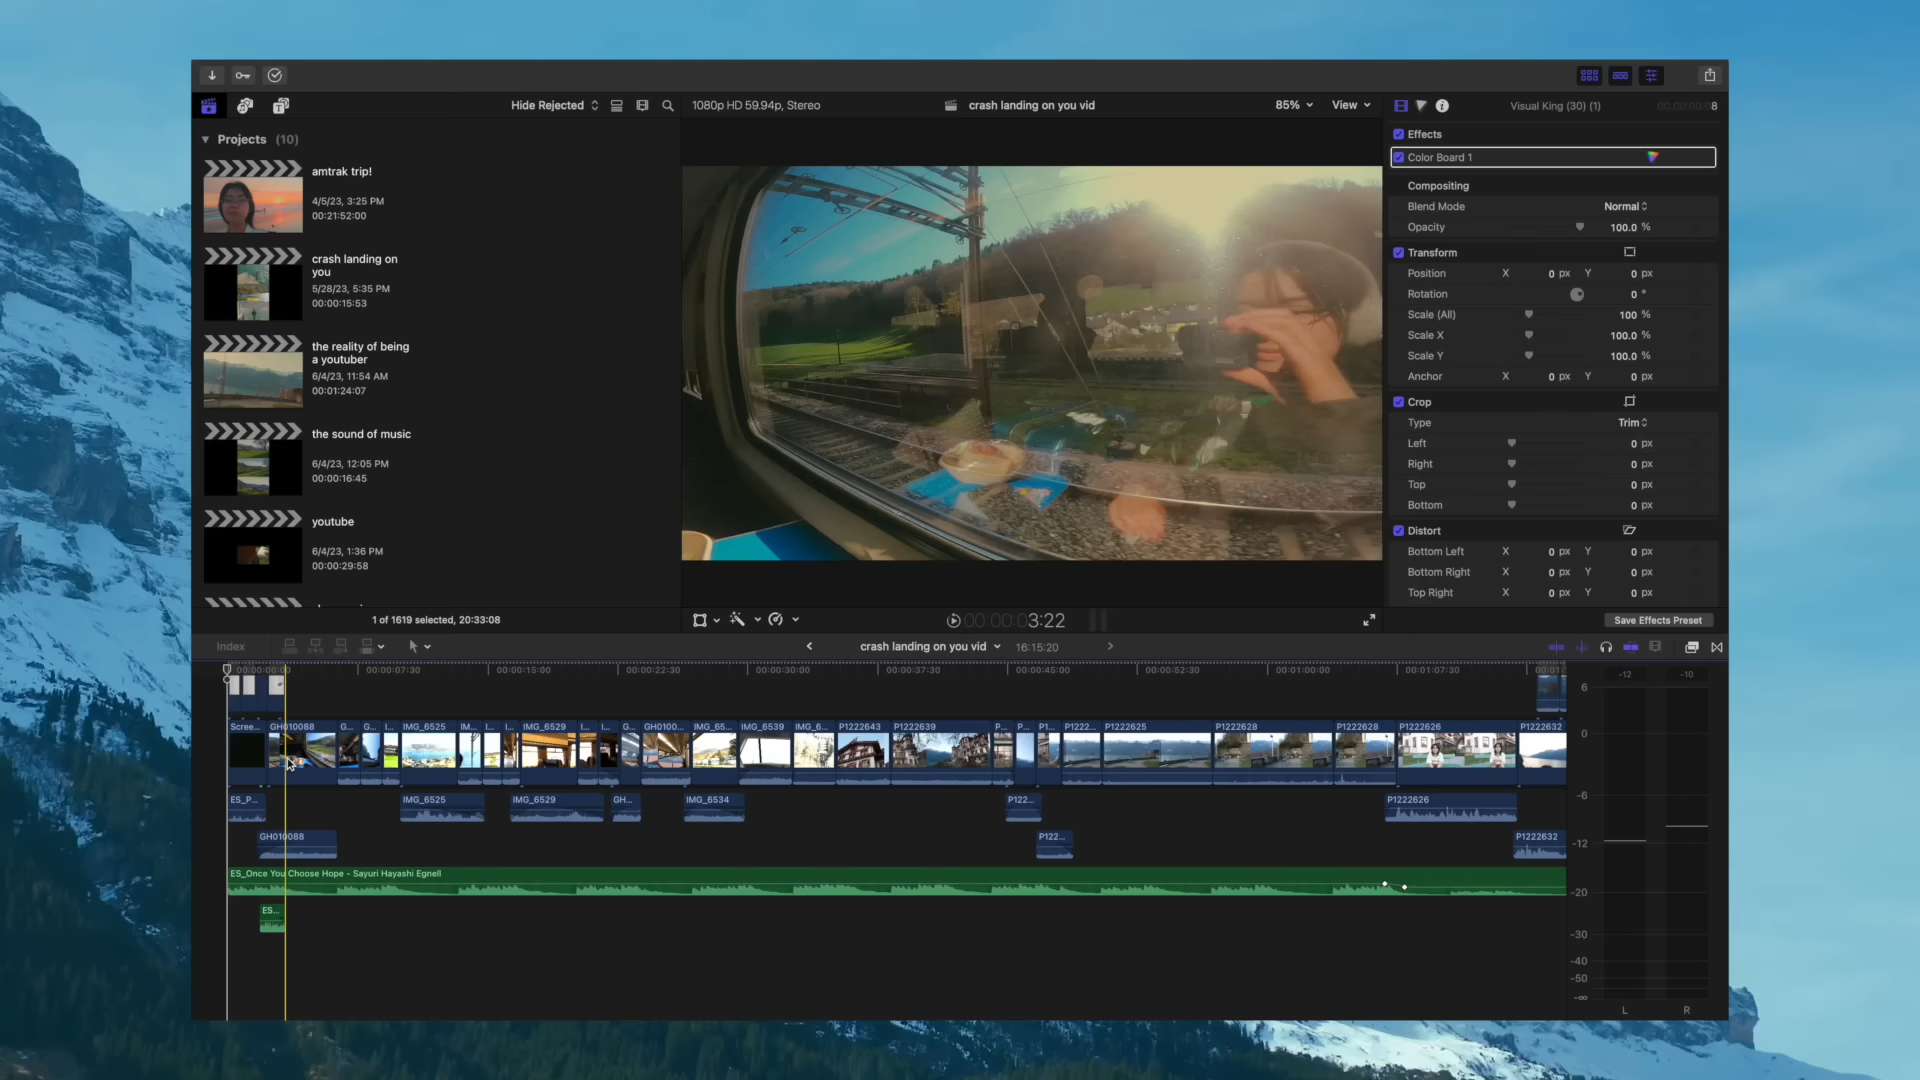 Hide Rejected
1080p HD 59.94p, Stereo
crash landing on you vid
85%
View
Visual King (30) (1)
00:00:00:08
Projects (10)
amtrak trip!
4/5/23, 3:25 PM
00:21:52:00
crash landing on
you
5/28/23, 5:35 PM
00:00:15:53
the reality of being
a youtuber
6/4/23, 11:54 AM
00:01:24:07
the sound of music
6/4/23, 12:05 PM
00:00:16:45
youtube
6/4/23, 1:36 PM
00:00:29:58
Effects
Color Board 1
Compositing
Blend Mode Normal
Opacity 100.0 %
Transform
Position X 0 px Y 0 px
Rotation 0 °
Scale (All) 100 %
Scale X 100.0 %
Scale Y 100.0 %
Anchor X 0 px Y 0 px
Crop
Type Trim
Left 0 px
Right 0 px
Top 0 px
Bottom 0 px
Distort
Bottom Left X 0 px Y 0 px
Bottom Right X 0 px Y 0 px
Top Right X 0 px Y 0 px
1 of 1619 selected, 20:33:08
00:00:03:22
Save Effects Preset
Index
crash landing on you vid
16:15:20
00:00:00:00 00:00:07:30 00:00:15:00 00:00:22:30 00:00:30:00 00:00:37:30 00:00:45:00 00:00:52:30 00:01:00:00 00:01:07:30 00:01:
-12 -10
Scree... GH010088 G... G... I... IMG_6525 IM... I... I... IMG_6529 I... I... G... GH0100... IMG_65... IMG_6539 IMG_6... P1222643 P1222639 P... P... P1... P1222... P1222625 P1222628 P1222628 P1222626 P1222632
ES_P... IMG_6525 IMG_6529 GH... IMG_6534 P122... P1222626
GH010088 P122... P1222632
ES_Once You Choose Hope - Sayuri Hayashi Egnell
ES...
6
0
-6
-12
-20
-30
-40
-50
-∞
L R